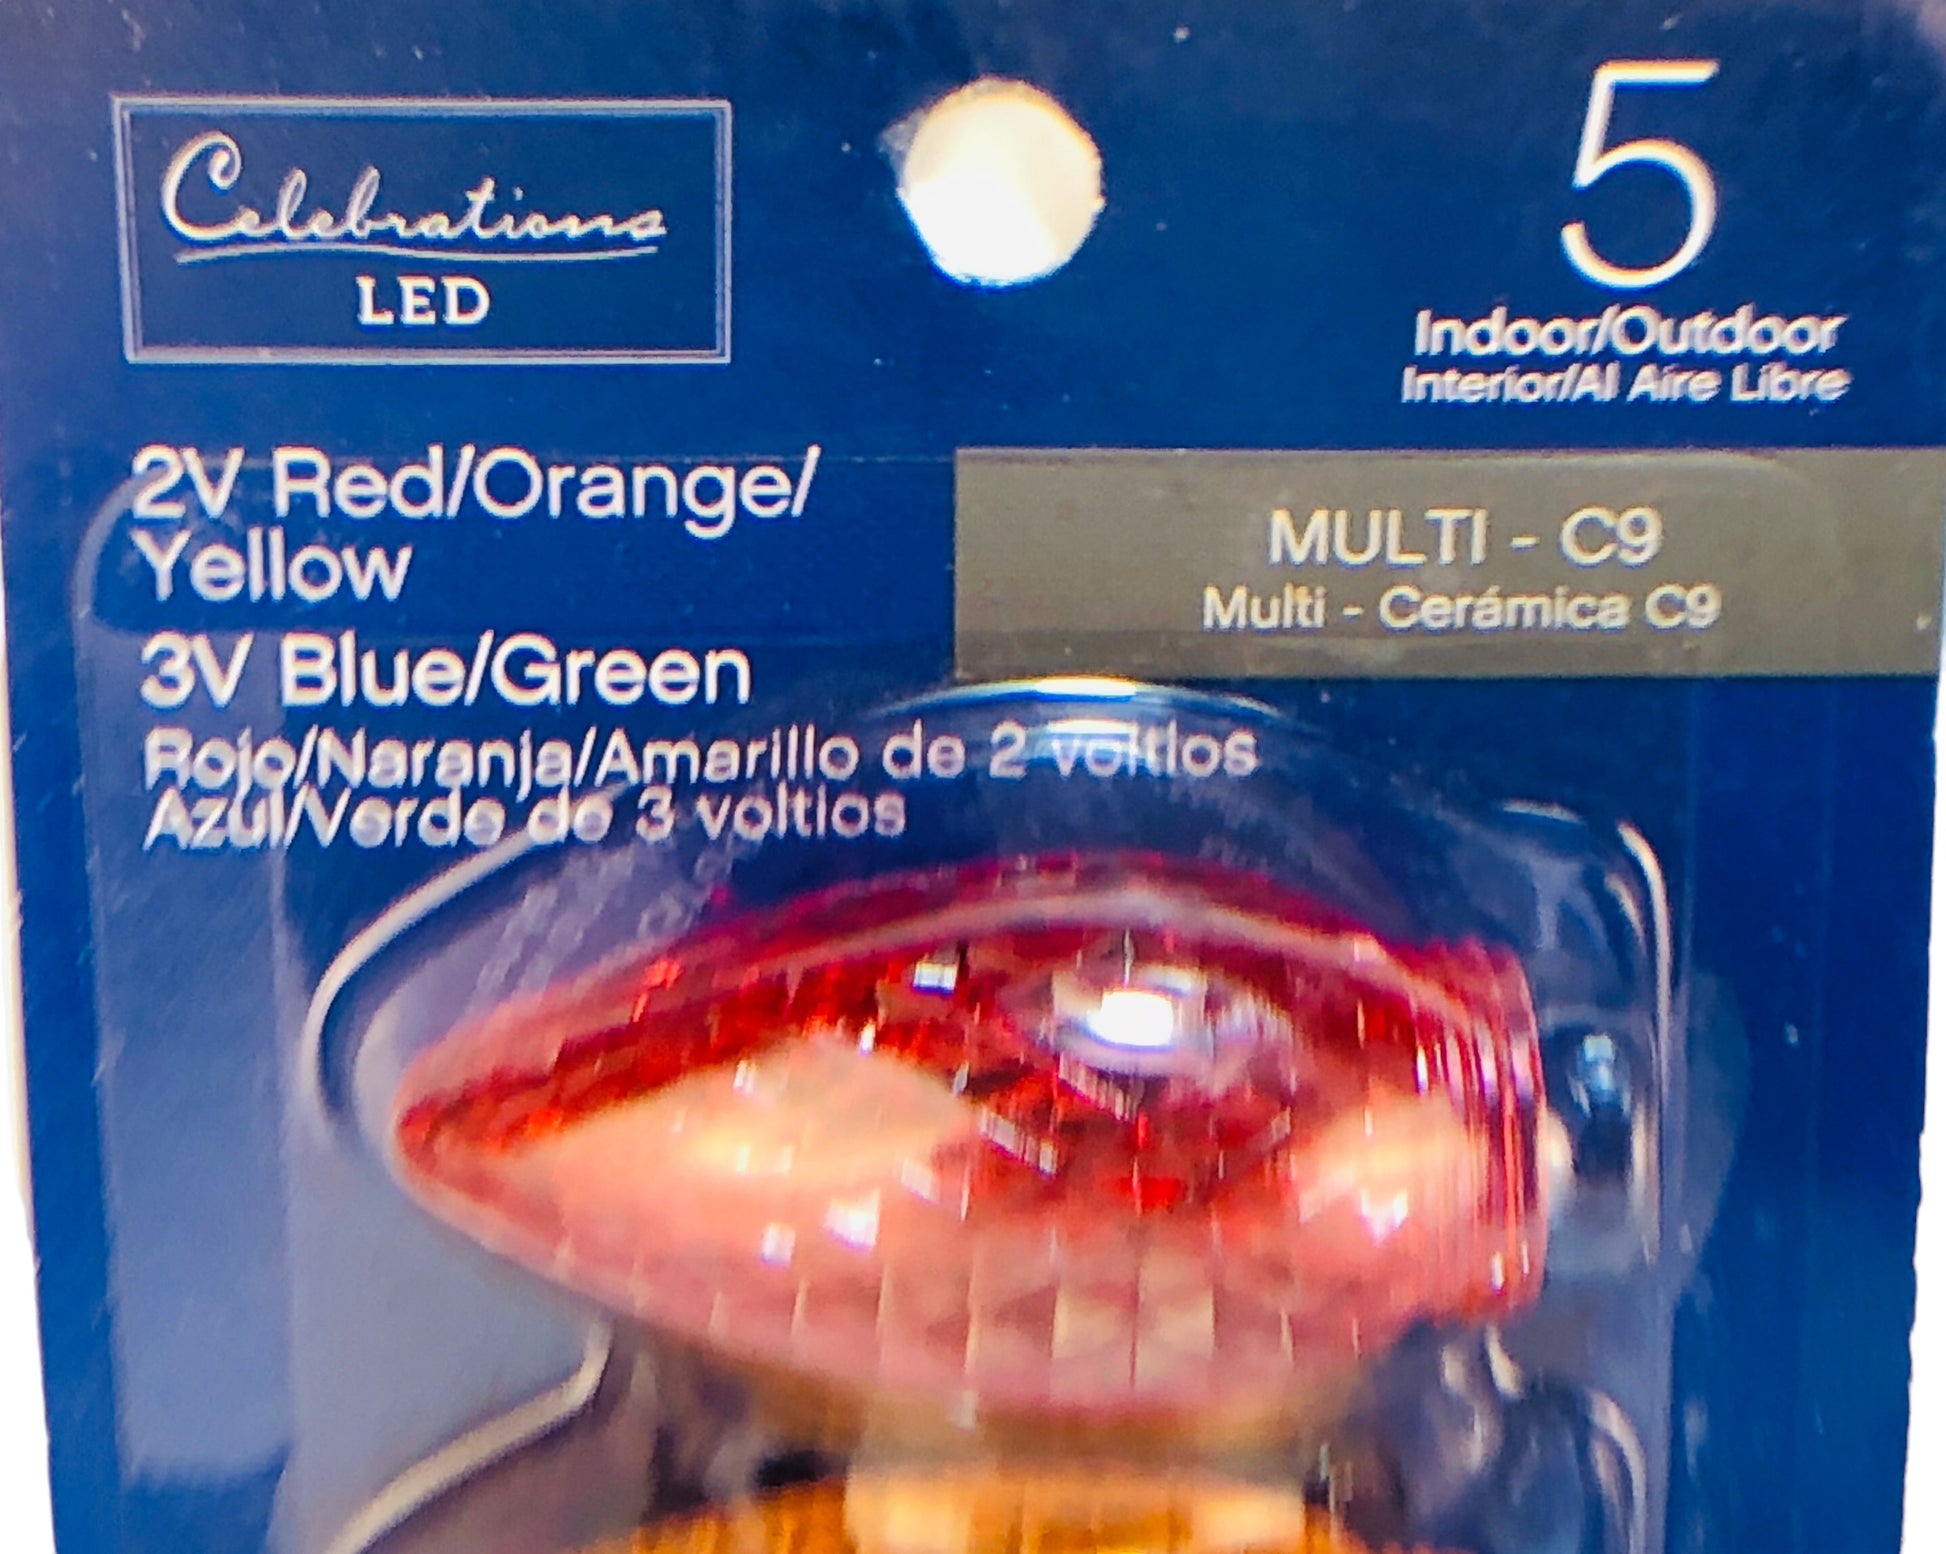 Celebrations
LED
5
Indoor/Outdoor
Interior/Al Aire Libre
2V Red/Orange/
Yellow
3V Blue/Green
Rojo/Naranja/Amarillo de 2 voltios
Azul/Verde de 3 voltios
MULTI - C9
Multi - Cerámica C9